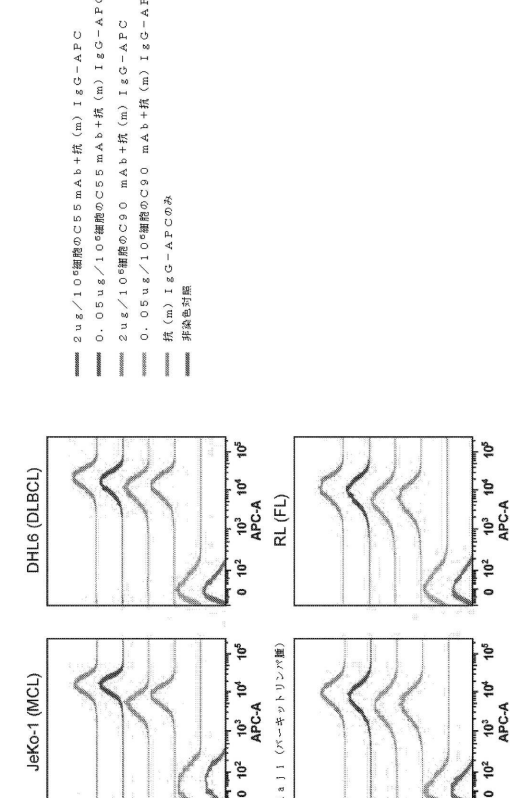 2ug/10⁶細胞のC55mAb+抗(m)IgG-APC
0.05ug/10⁶細胞のC55mAb+抗(m)IgG-APC
2ug/10⁶細胞のC90 mAb+抗(m)IgG-APC
0.05ug/10⁶細胞のC90 mAb+抗(m)IgG-AP
抗(m)IgG-APCのみ
非染色対照
JeKo-1 (MCL)
0 10² 10³ 10⁴ 10⁵
APC-A
DHL6 (DLBCL)
0 10² 10³ 10⁴ 10⁵
APC-A
aji(バーキットリンパ腫)
0 10² 10³ 10⁴ 10⁵
APC-A
RL (FL)
0 10² 10³ 10⁴ 10⁵
APC-A